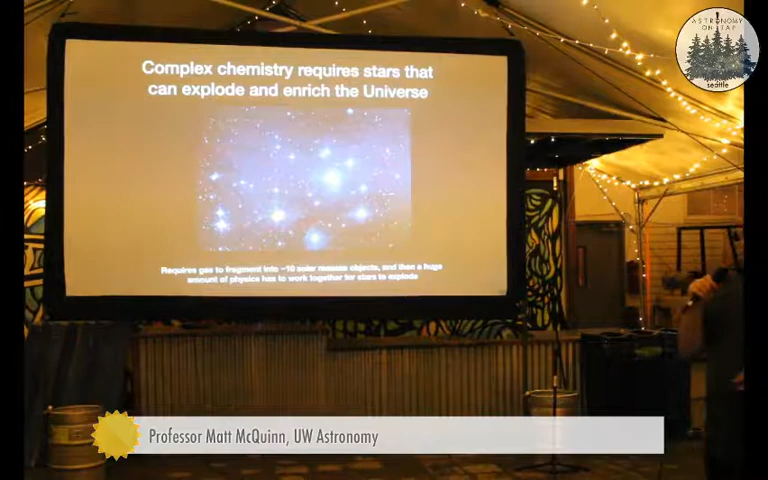 Complex chemistry requires stars that
can explode and enrich the Universe
Requires gas to fragment into ~10 solar masses objects, and then a huge
amount of physics has to work together for stars to explode
ASTRONOMY
ON TAP
seattle
Professor Matt McQuinn, UW Astronomy